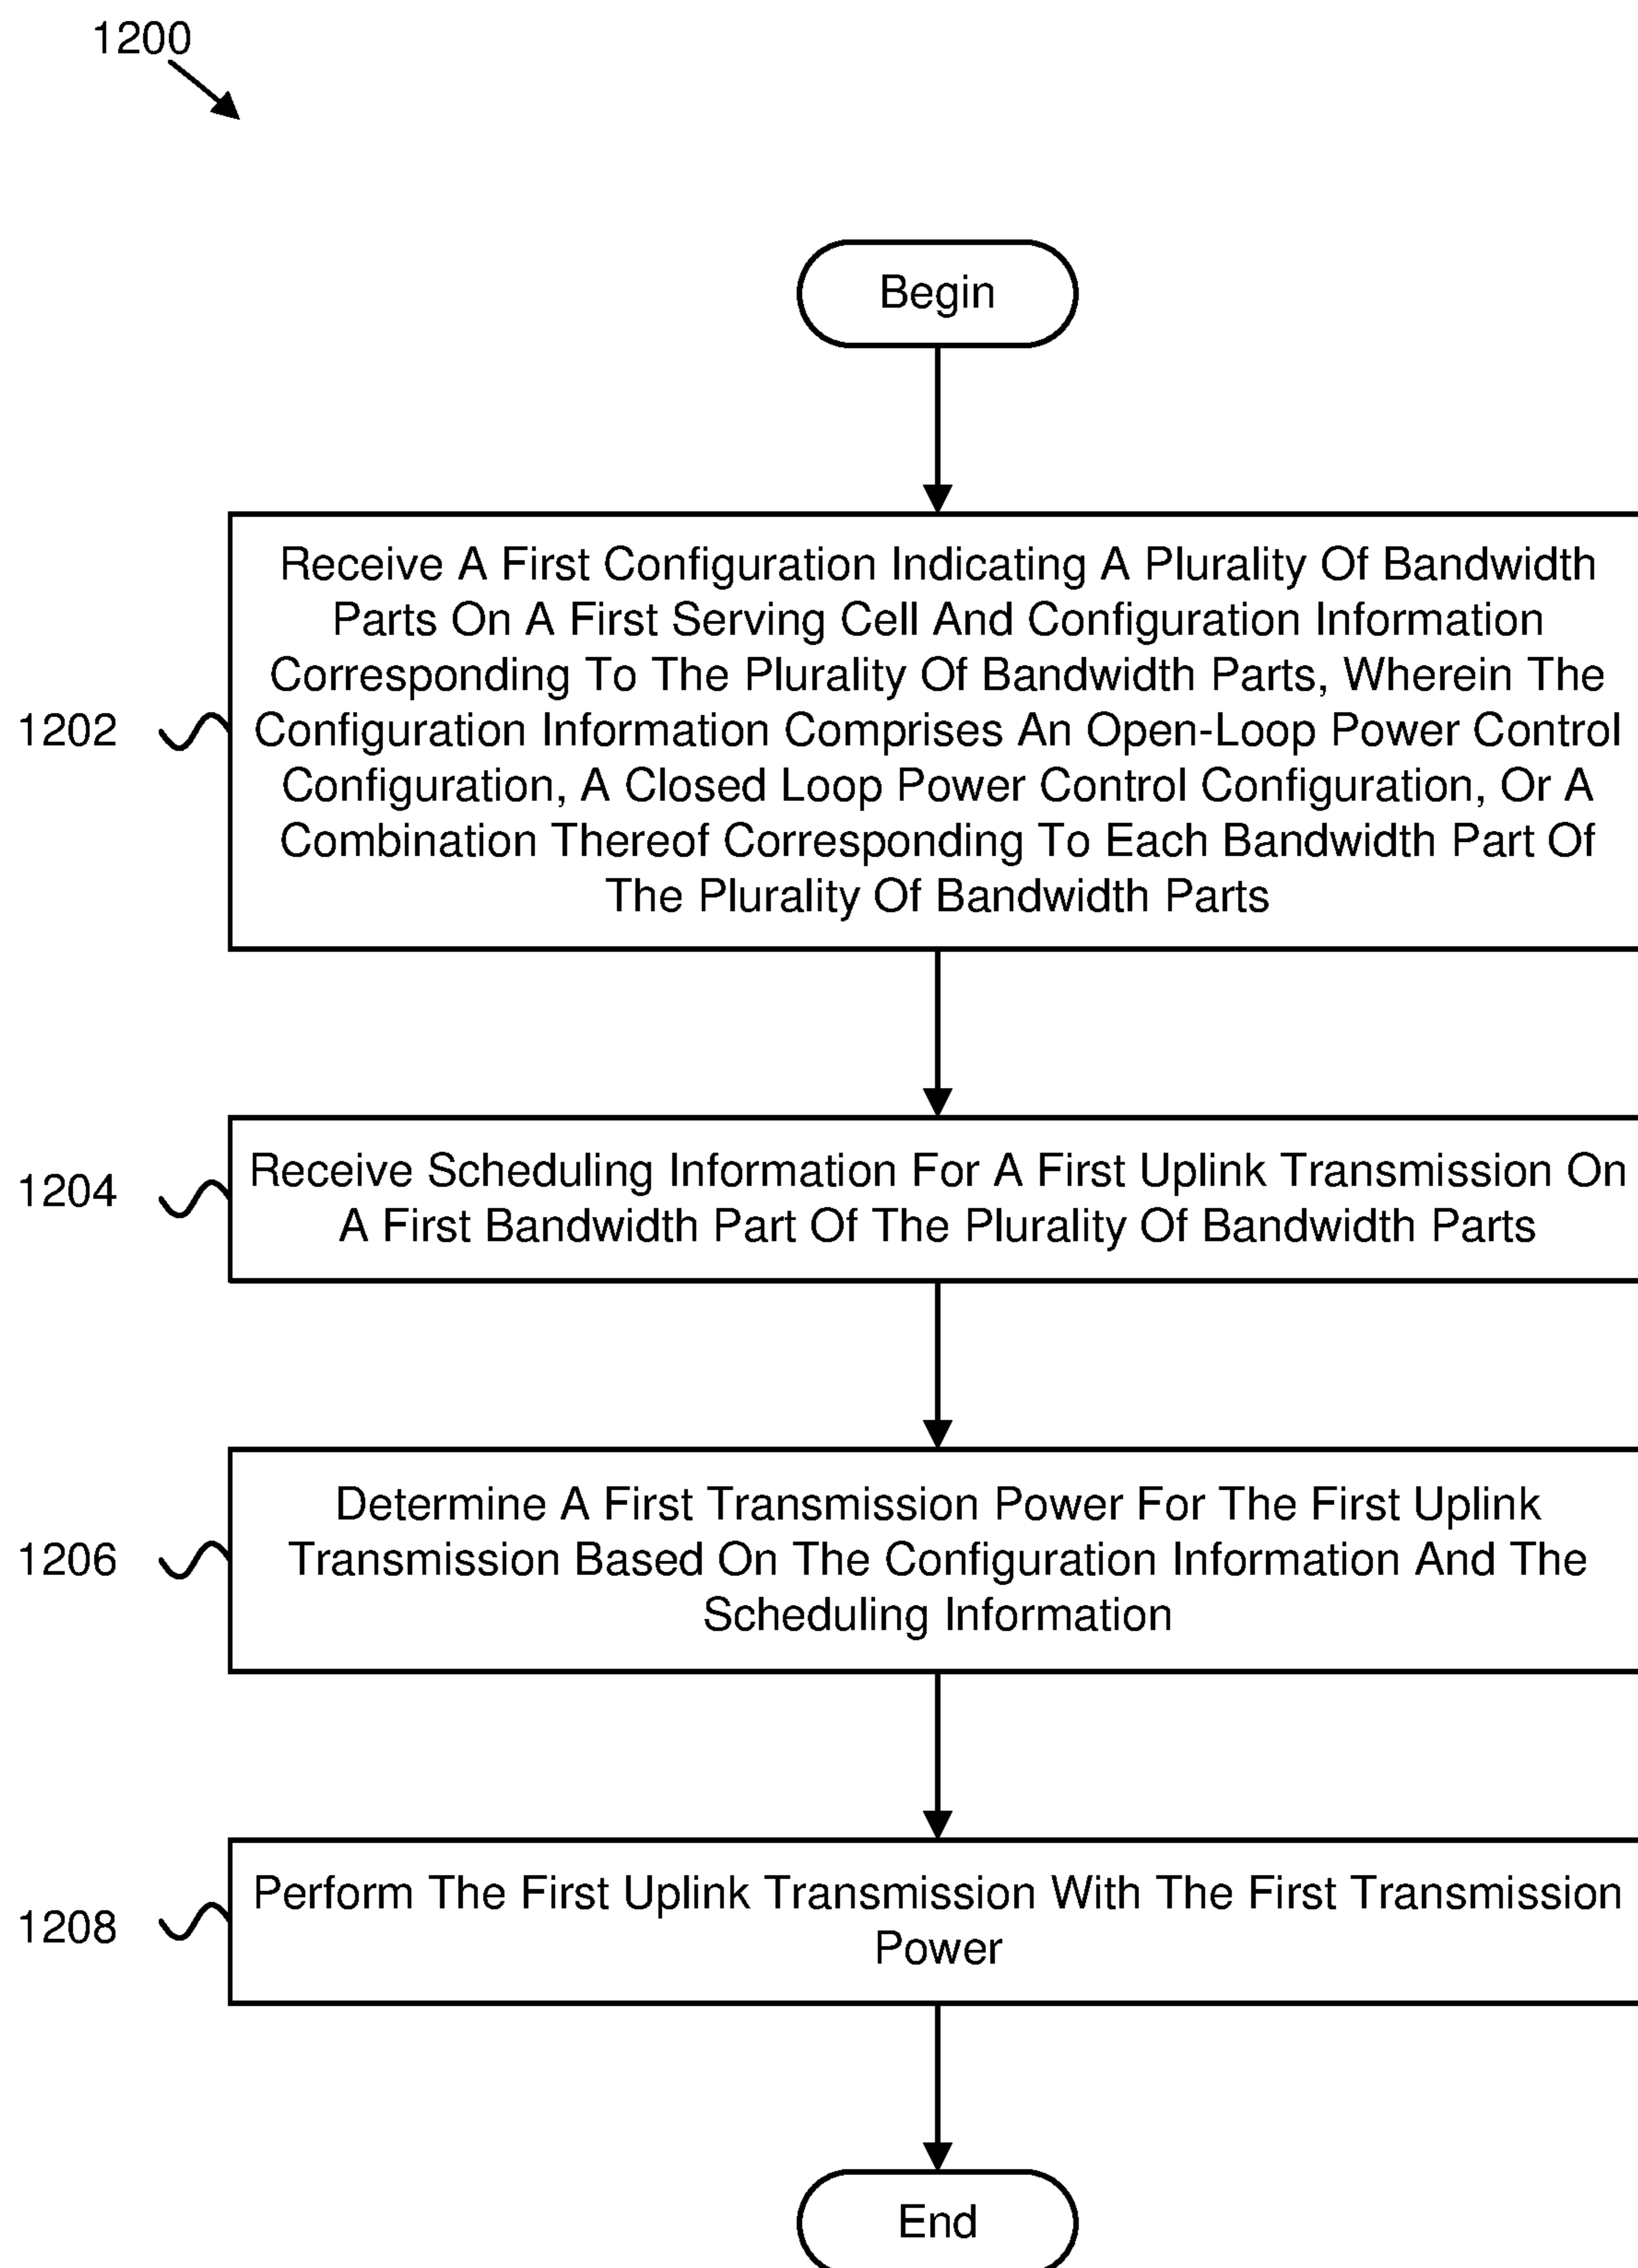 1200
Begin
1202
Receive A First Configuration Indicating A Plurality Of Bandwidth
Parts On A First Serving Cell And Configuration Information
Corresponding To The Plurality Of Bandwidth Parts, Wherein The
Configuration Information Comprises An Open-Loop Power Control
Configuration, A Closed Loop Power Control Configuration, Or A
Combination Thereof Corresponding To Each Bandwidth Part Of
The Plurality Of Bandwidth Parts
1204
Receive Scheduling Information For A First Uplink Transmission On
A First Bandwidth Part Of The Plurality Of Bandwidth Parts
1206
Determine A First Transmission Power For The First Uplink
Transmission Based On The Configuration Information And The
Scheduling Information
1208
Perform The First Uplink Transmission With The First Transmission
Power
End